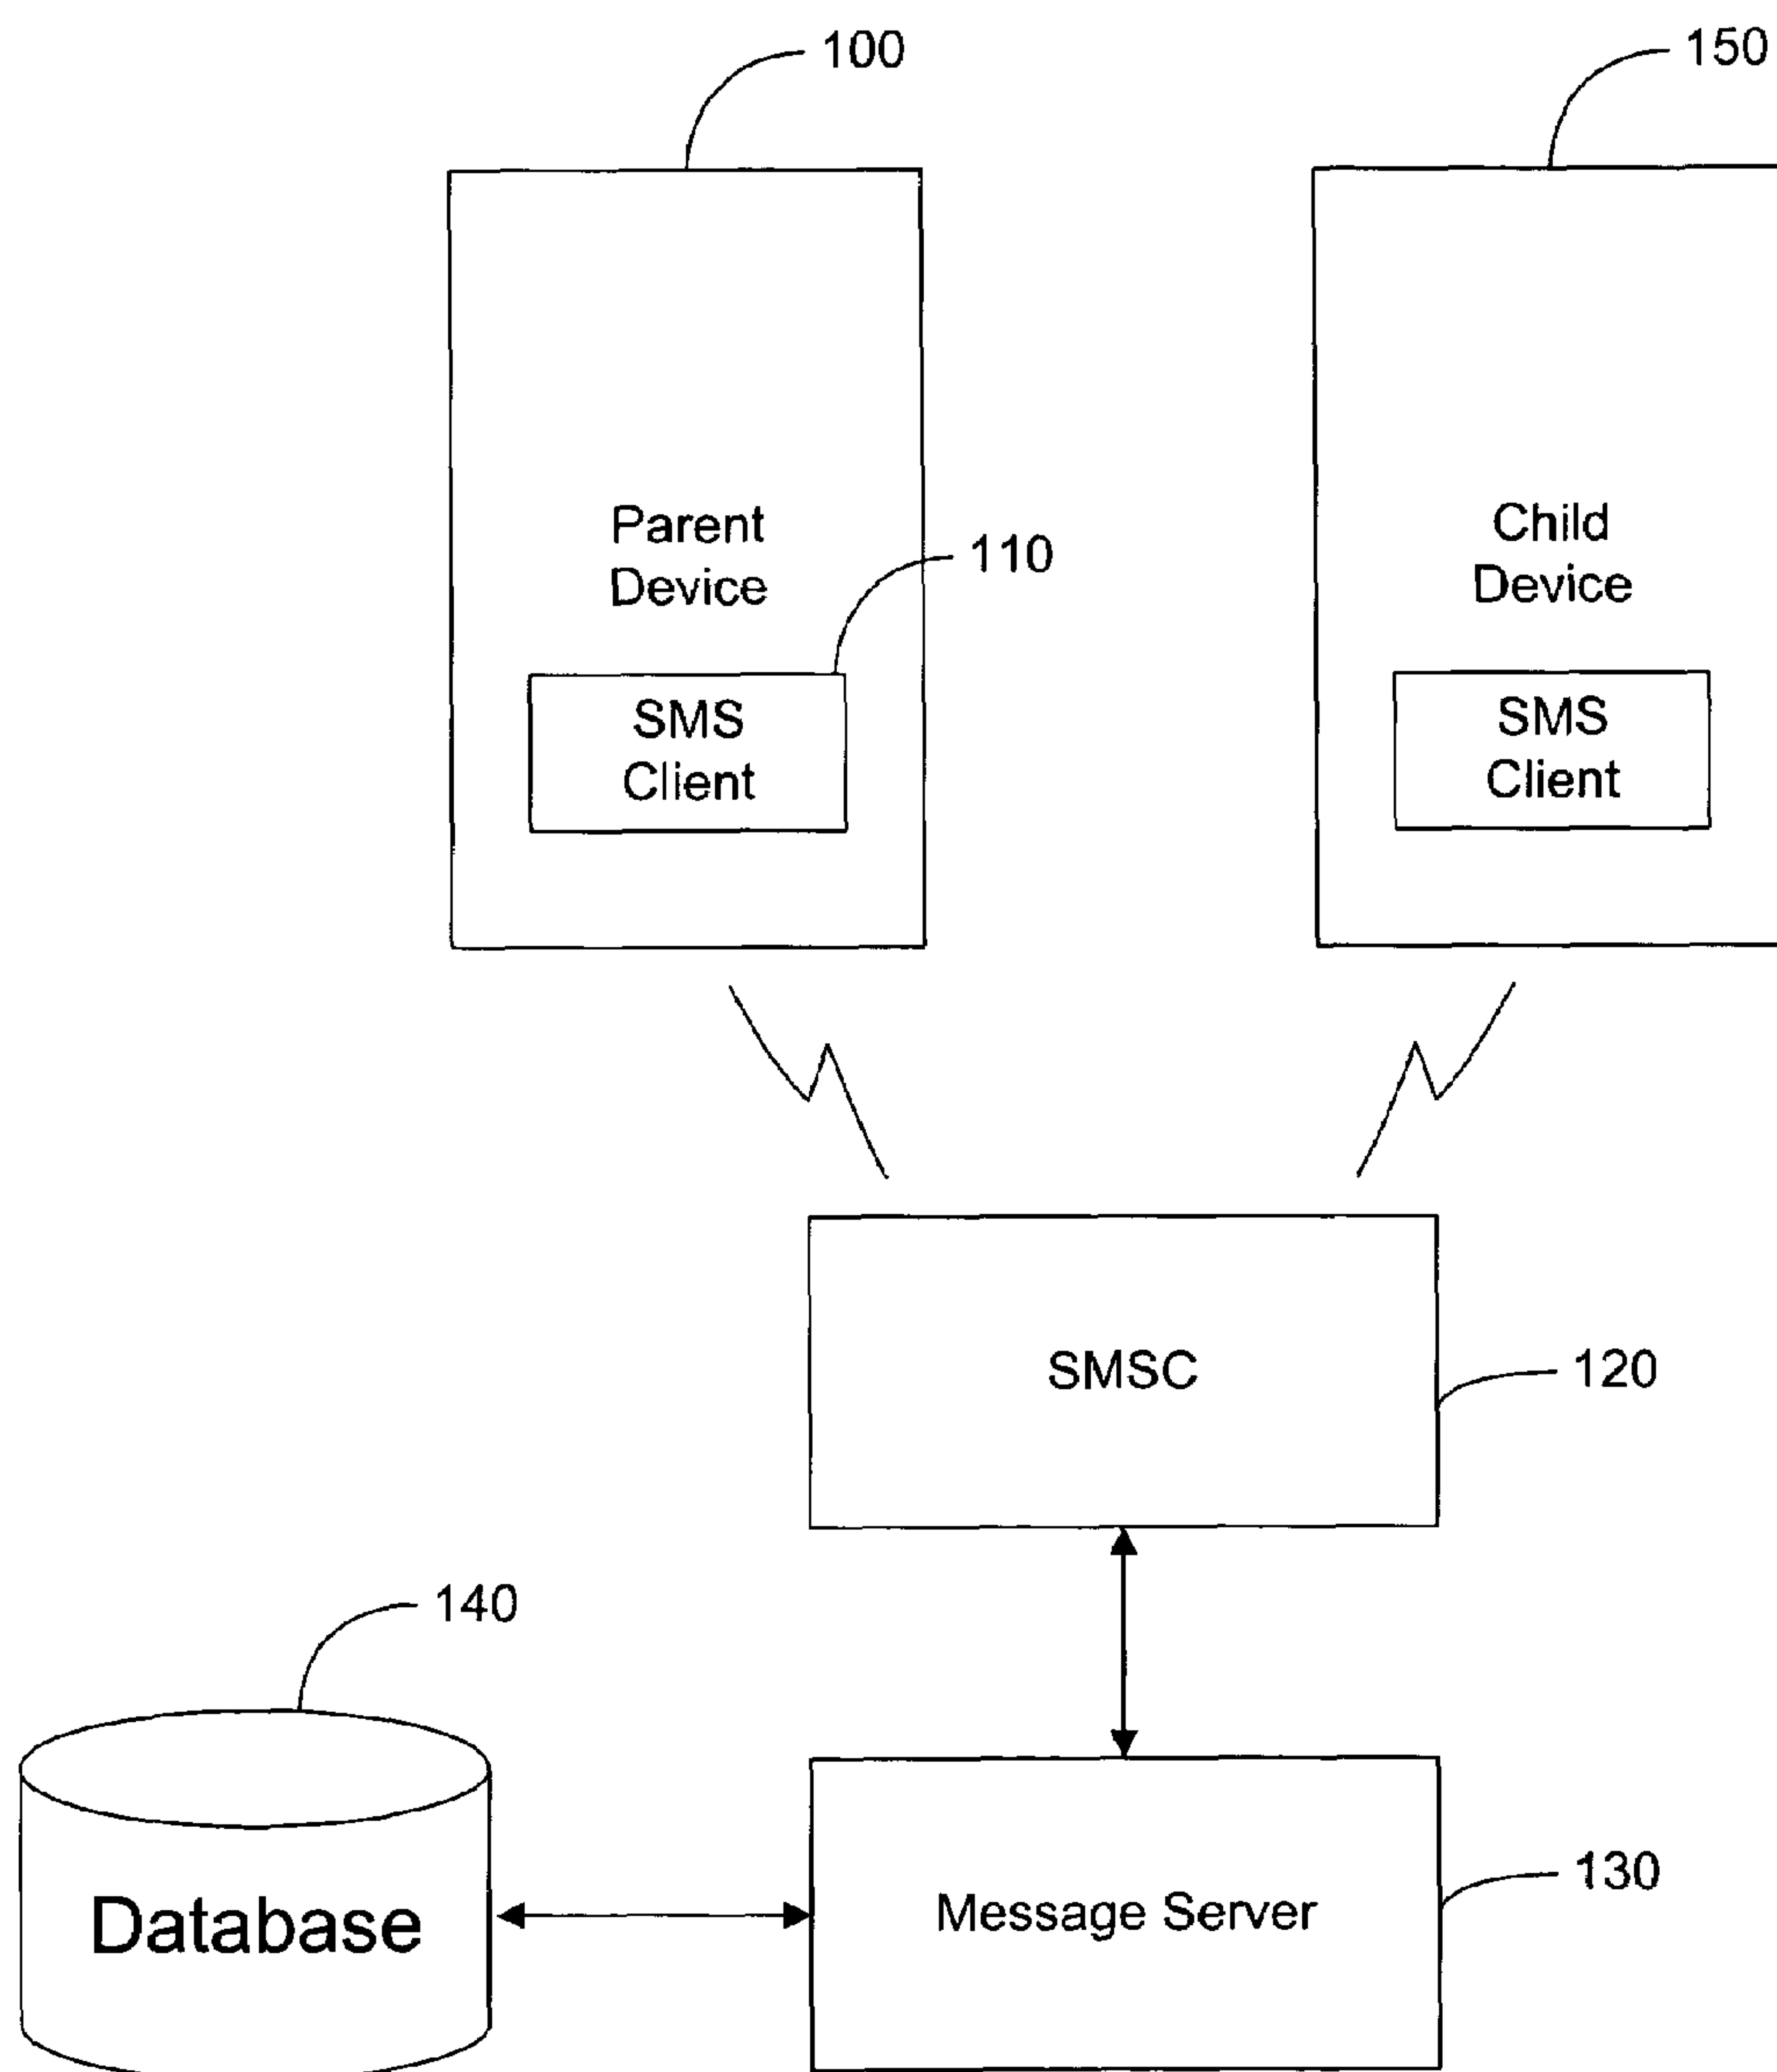 100
150
Parent
Device
110
SMS
Client
Child
Device
SMS
Client
SMSC
120
140
Database
Message Server
130